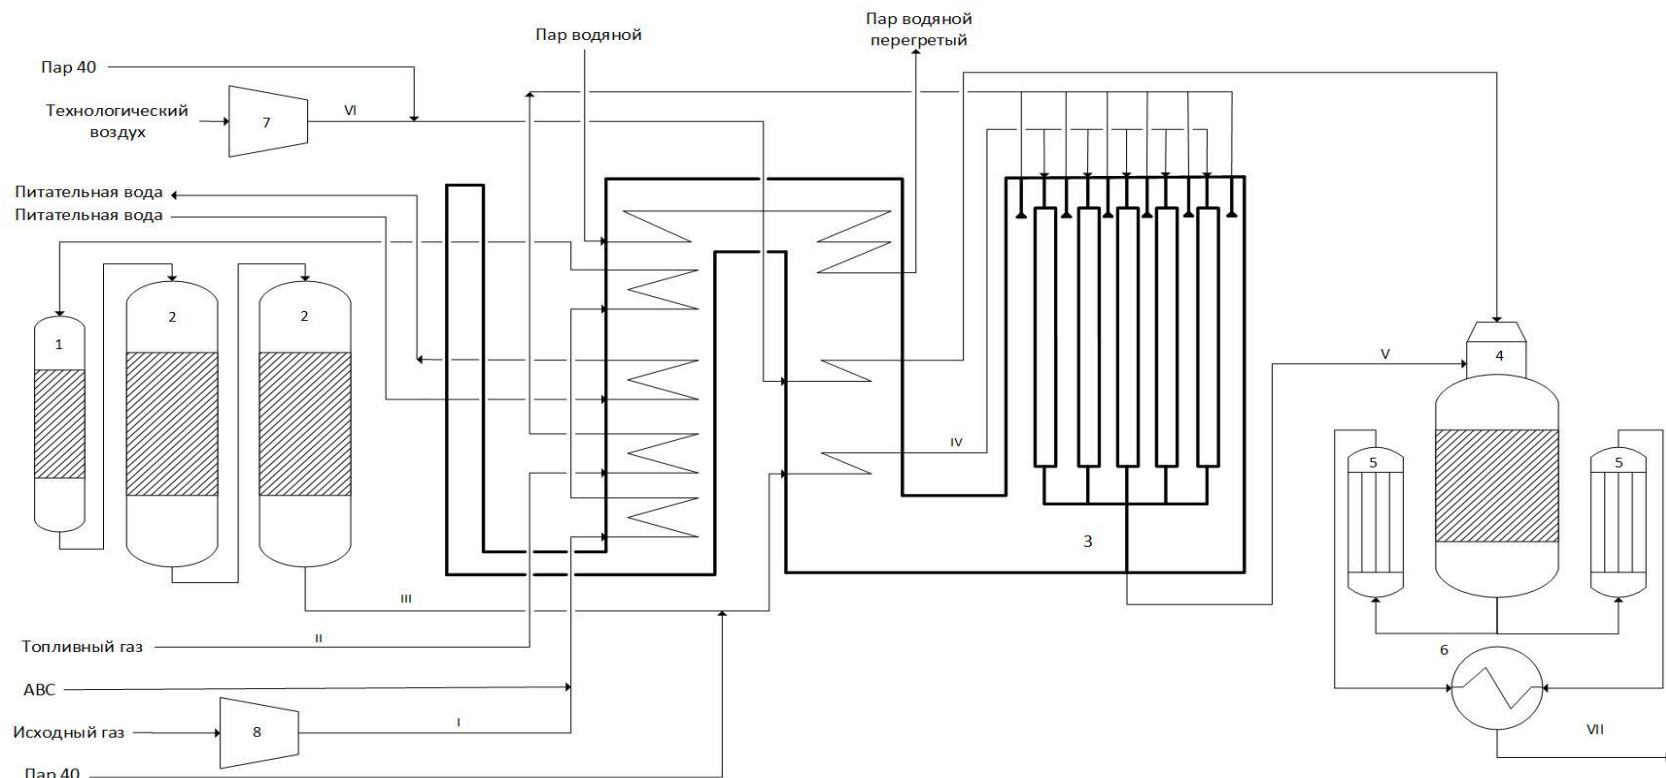 Пар водяной
Пар водяной
перегретый
Пар 40
Технологический
воздух
7
VI
Питательная вода
Питательная вода
1
2
2
4
V
IV
5
5
3
III
II
Топливный газ
6
АВС
Исходный газ
8
I
VII
Пар 40